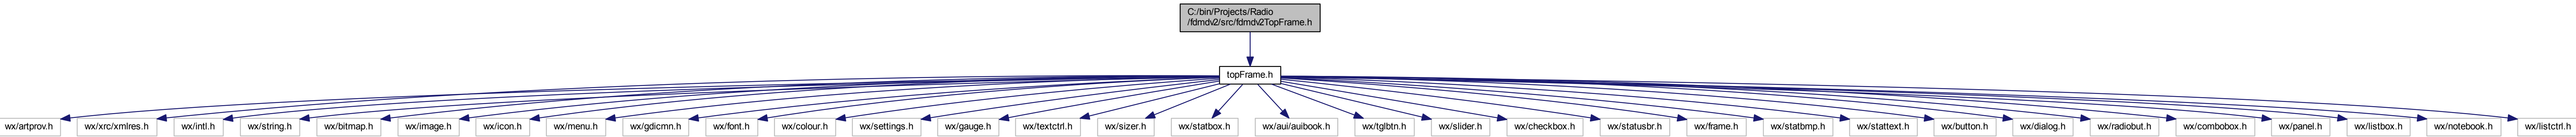 C:/bin/Projects/Radio
/fdmdv2/src/fdmdv2TopFrame.h
topFrame.h
wx/artprov.h
wx/xrc/xmlres.h
wx/intl.h
wx/string.h
wx/bitmap.h
wx/image.h
wx/icon.h
wx/menu.h
wx/gdicmn.h
wx/font.h
wx/colour.h
wx/settings.h
wx/gauge.h
wx/textctrl.h
wx/sizer.h
wx/statbox.h
wx/aui/auibook.h
wx/tglbtn.h
wx/slider.h
wx/checkbox.h
wx/statusbr.h
wx/frame.h
wx/statbmp.h
wx/stattext.h
wx/button.h
wx/dialog.h
wx/radiobut.h
wx/combobox.h
wx/panel.h
wx/listbox.h
wx/notebook.h
wx/listctrl.h